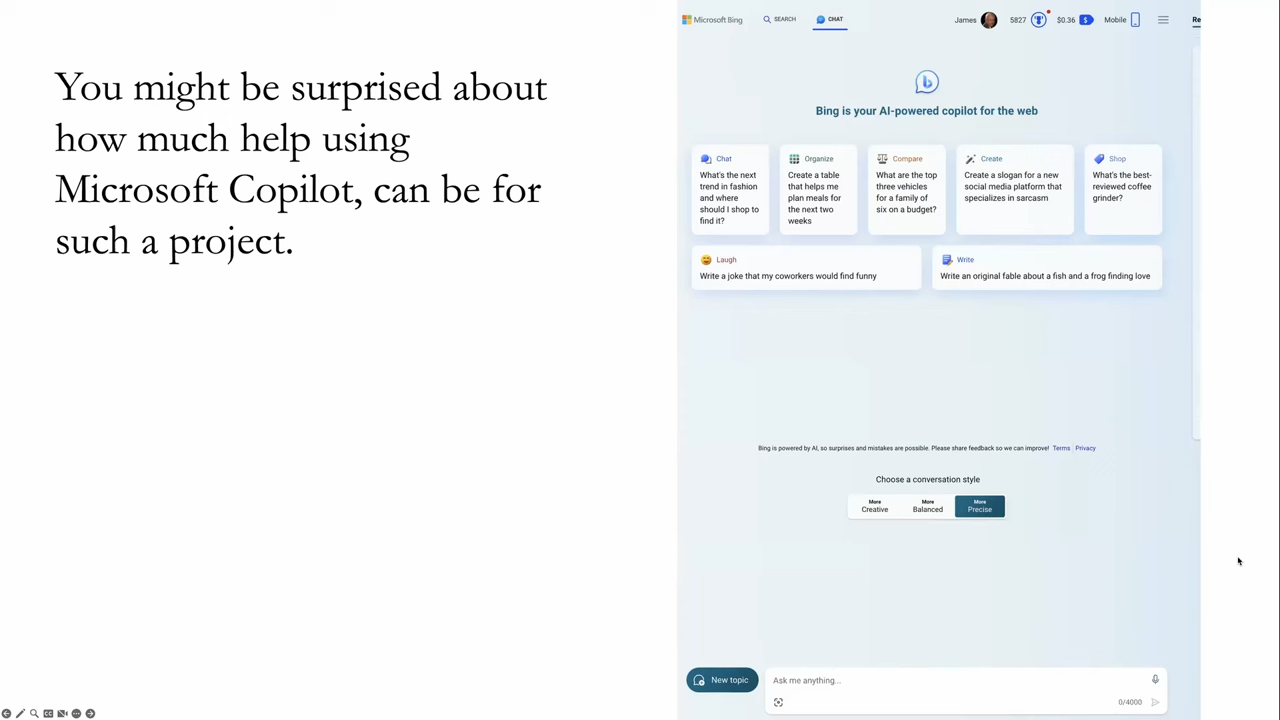 You might be surprised about
how much help using
Microsoft Copilot, can be for
such a project.
Microsoft Bing
SEARCH
CHAT
James
5827
$0.36
Mobile
Re
Bing is your AI-powered copilot for the web
Chat
What's the next
trend in fashion
and where
should I shop to
find it?
Organize
Create a table
that helps me
plan meals for
the next two
weeks
Compare
What are the top
three vehicles
for a family of
six on a budget?
Create
Create a slogan for a new
social media platform that
specializes in sarcasm
Shop
What's the best-
reviewed coffee
grinder?
Laugh
Write a joke that my coworkers would find funny
Write
Write an original fable about a fish and a frog finding love
Bing is powered by AI, so surprises and mistakes are possible. Please share feedback so we can improve! Terms Privacy
Choose a conversation style
More
Creative
More
Balanced
More
Precise
New topic
Ask me anything...
0/4000